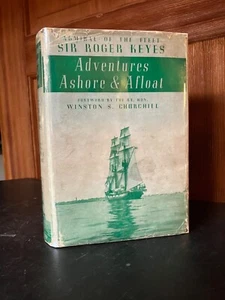 ADMIRAL OF THE FLEET
SIR ROGER KEYES
Adventures
Ashore & Afloat
FOREWORD BY THE RT. HON.
WINSTON S. CHURCHILL